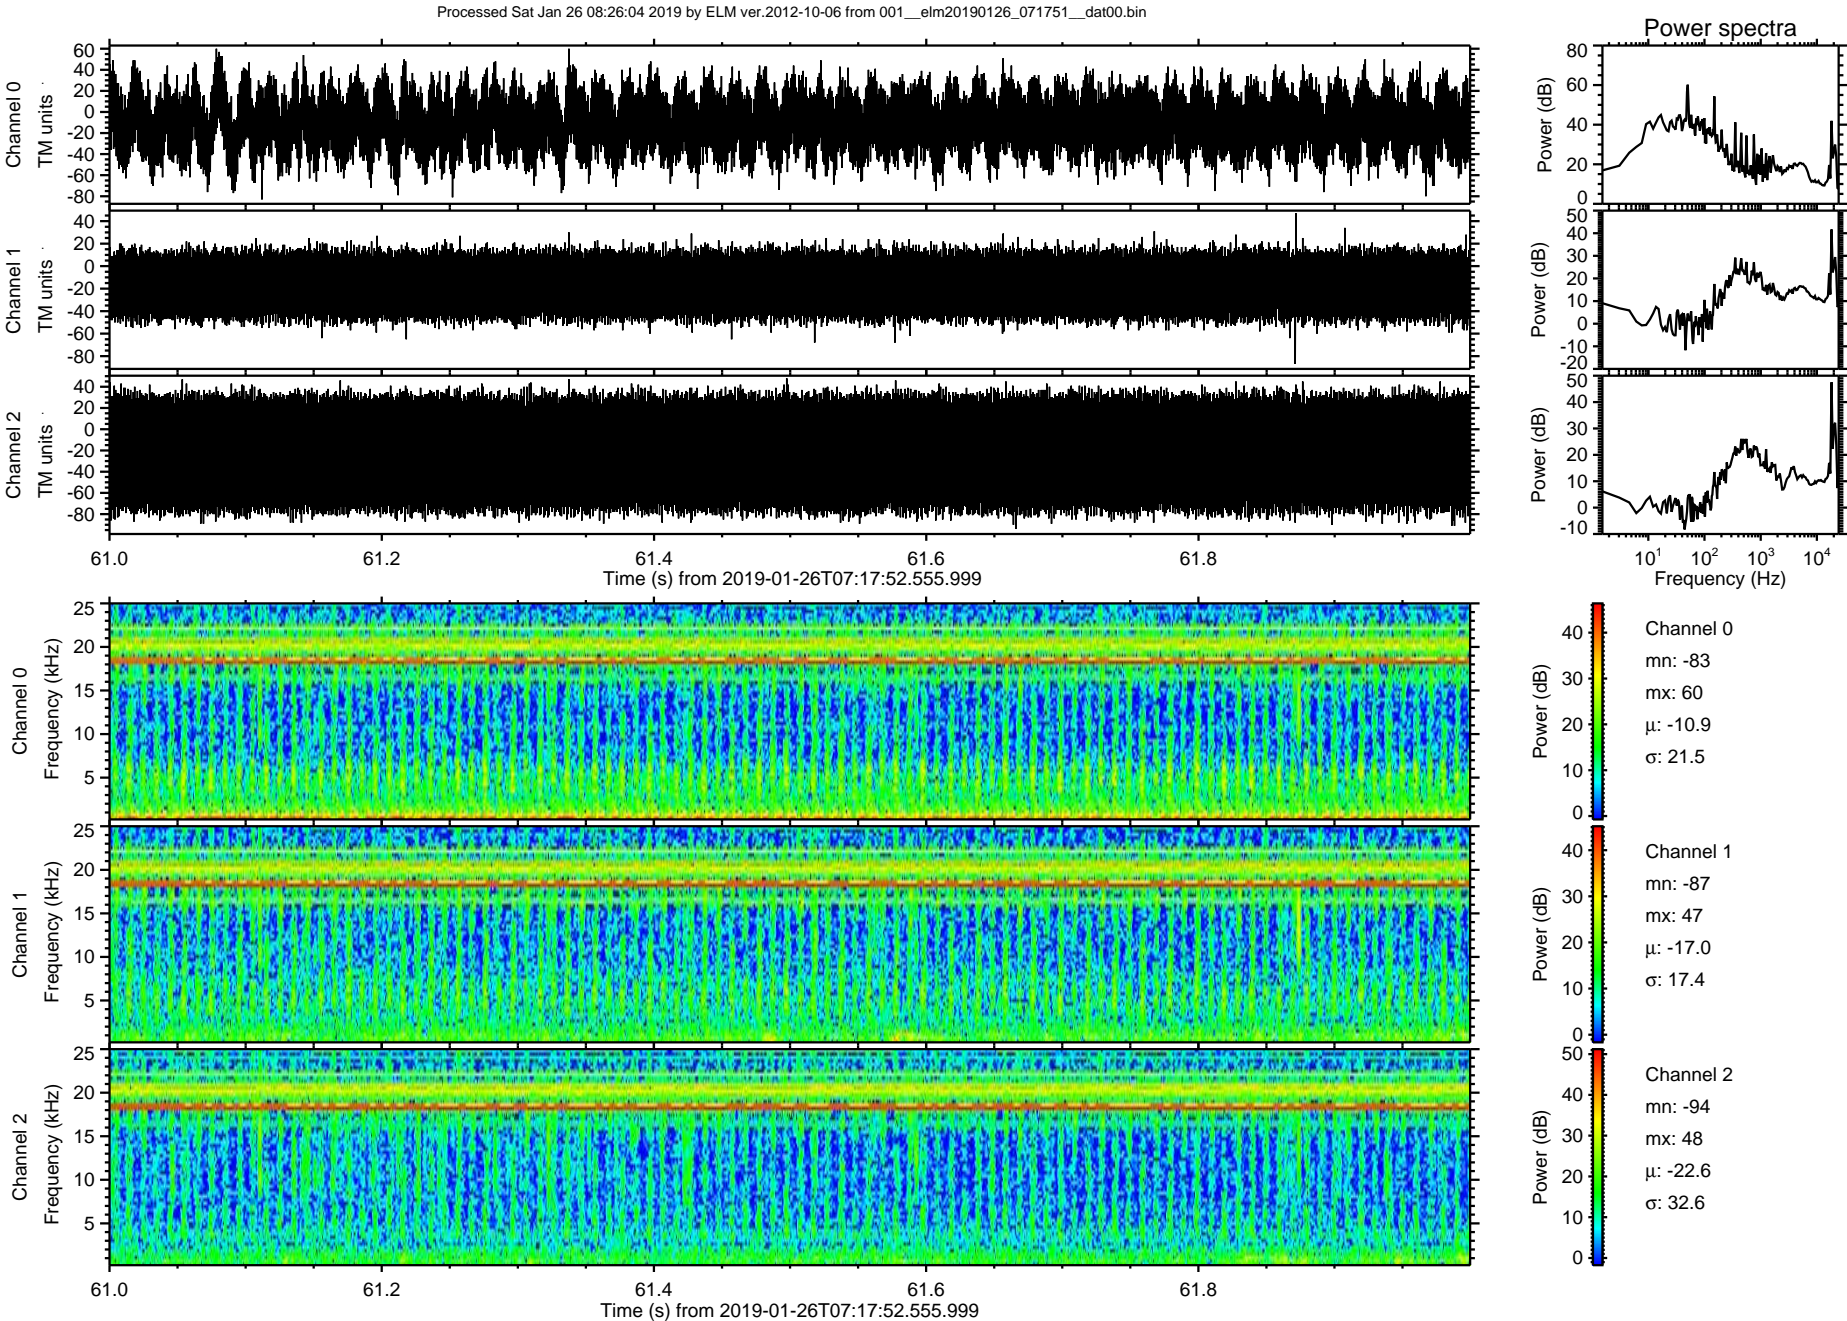 Processed Sat Jan 26 08:26:04 2019 by ELM ver.2012-10-06 from 001__elm20190126_071751__dat00.bin
Power spectra
Channel 0
TM units
60
40
20
0
-20
-40
-60
-80
Power (dB)
80
60
40
20
0
Channel 1
TM units
40
20
0
-20
-40
-60
-80
Power (dB)
50
40
30
20
10
0
-10
-20
Channel 2
TM units
40
20
0
-20
-40
-60
-80
Power (dB)
50
40
30
20
10
0
-10
61.0 61.2 61.4 61.6 61.8
Time (s) from 2019-01-26T07:17:52.555.999
10¹ 10² 10³ 10⁴
Frequency (Hz)
Channel 0
Frequency (kHz)
25
20
15
10
5
Power (dB)
40
30
20
10
0
Channel 0
mn: -83
mx: 60
μ: -10.9
σ: 21.5
Channel 1
Frequency (kHz)
25
20
15
10
5
Power (dB)
40
30
20
10
0
Channel 1
mn: -87
mx: 47
μ: -17.0
σ: 17.4
Channel 2
Frequency (kHz)
25
20
15
10
5
Power (dB)
50
40
30
20
10
0
Channel 2
mn: -94
mx: 48
μ: -22.6
σ: 32.6
61.0 61.2 61.4 61.6 61.8
Time (s) from 2019-01-26T07:17:52.555.999